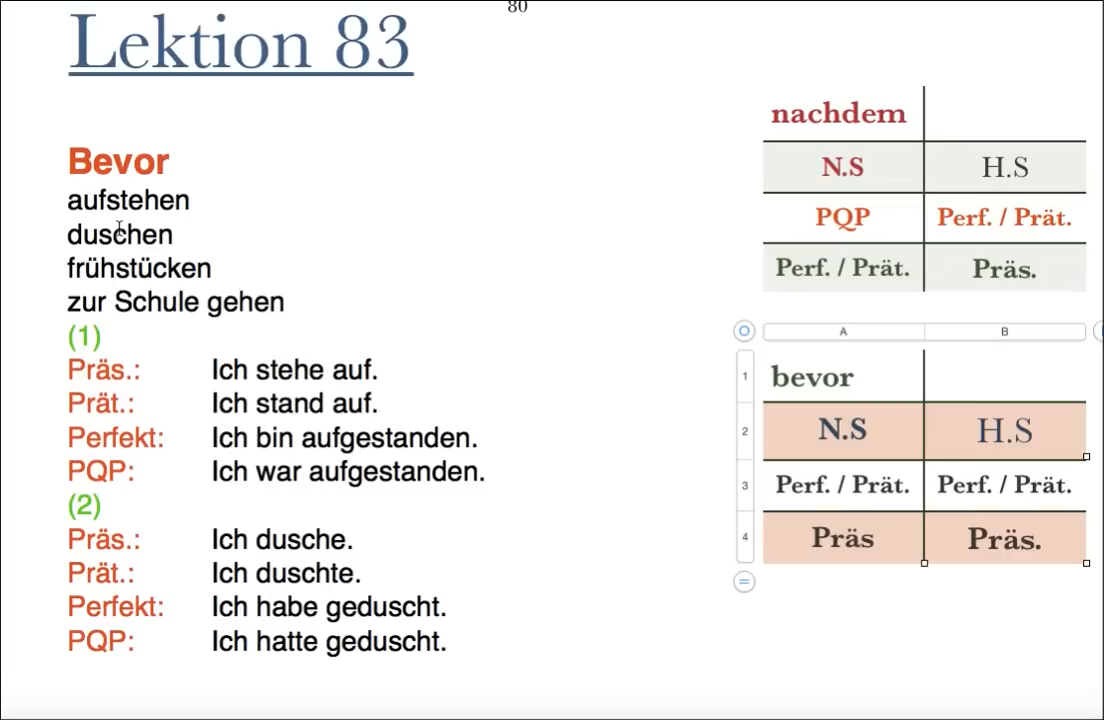 80
Lektion 83
Bevor
aufstehen
duschen
frühstücken
zur Schule gehen
(1)
Präs.: Ich stehe auf.
Prät.: Ich stand auf.
Perfekt: Ich bin aufgestanden.
PQP: Ich war aufgestanden.
(2)
Präs.: Ich dusche.
Prät.: Ich duschte.
Perfekt: Ich habe geduscht.
PQP: Ich hatte geduscht.
nachdem
N.S H.S
PQP Perf. / Prät.
Perf. / Prät. Präs.
A B
1 bevor
2 N.S H.S
3 Perf. / Prät. Perf. / Prät.
4 Präs Präs.